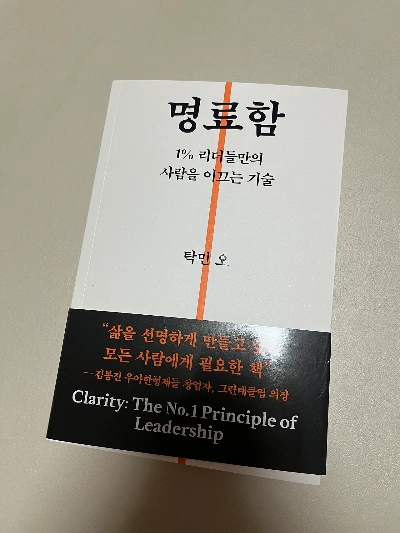 명료함
1% 리더들만의
사람을 이끄는 기술
탁민 오
“삶을 선명하게 만들고
모든 사람에게 필요한 책”
김봉진 우아한형제들 창업자, 그란데클립 의장
Clarity: The No.1 Principle of
Leadership